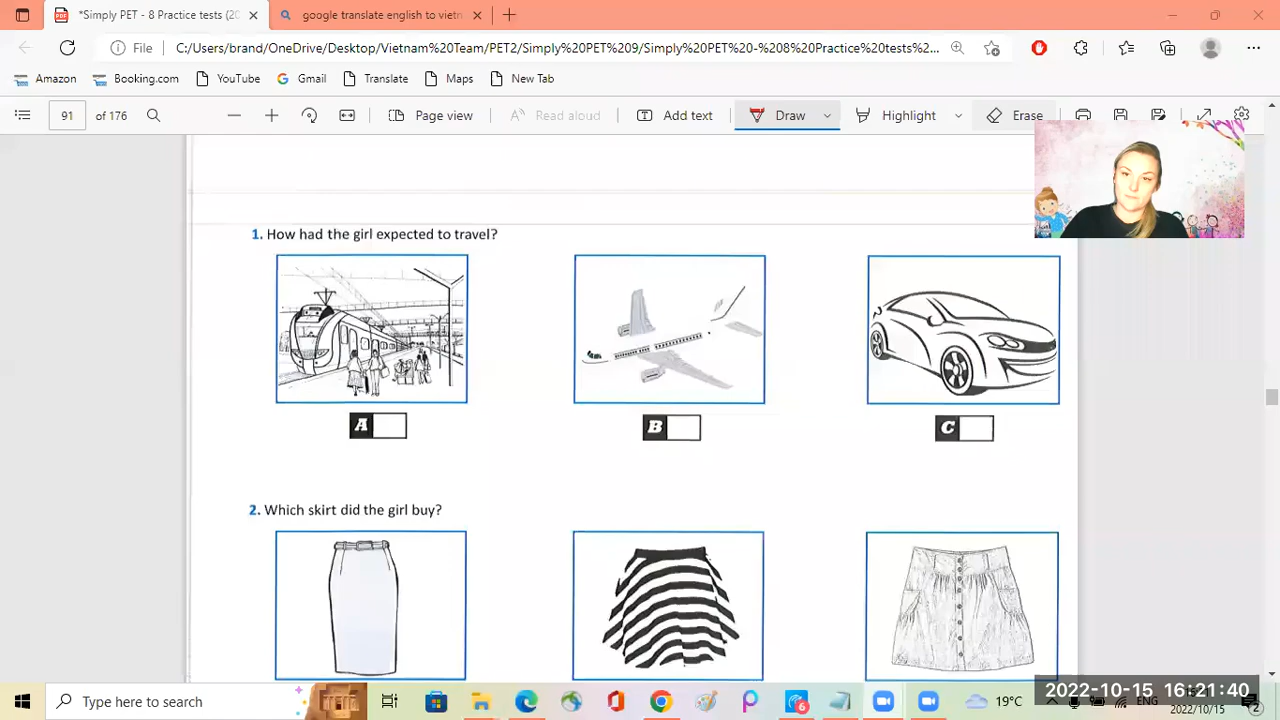 *Simply PET - 8 Practice tests (20
google translate english to vietn
File
C:/Users/brand/OneDrive/Desktop/Vietnam%20Team/PET2/Simply%20PET%209/Simply%20PET%20-%208%20Practice%20tests%2...
Amazon
Booking.com
YouTube
Gmail
Translate
Maps
New Tab
91 of 176
Page view
Read aloud
Add text
Draw
Highlight
Erase
1. How had the girl expected to travel?
A
B
C
2. Which skirt did the girl buy?
Type here to search
6
19°C
ENG
2022-10-15 16:21:40
2022/10/15
2